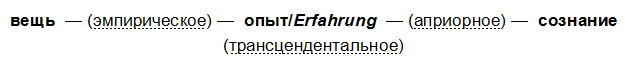 вещь — (эмпирическое) — опыт/Erfahrung — (априорное) — сознание
(трансцендентальное)